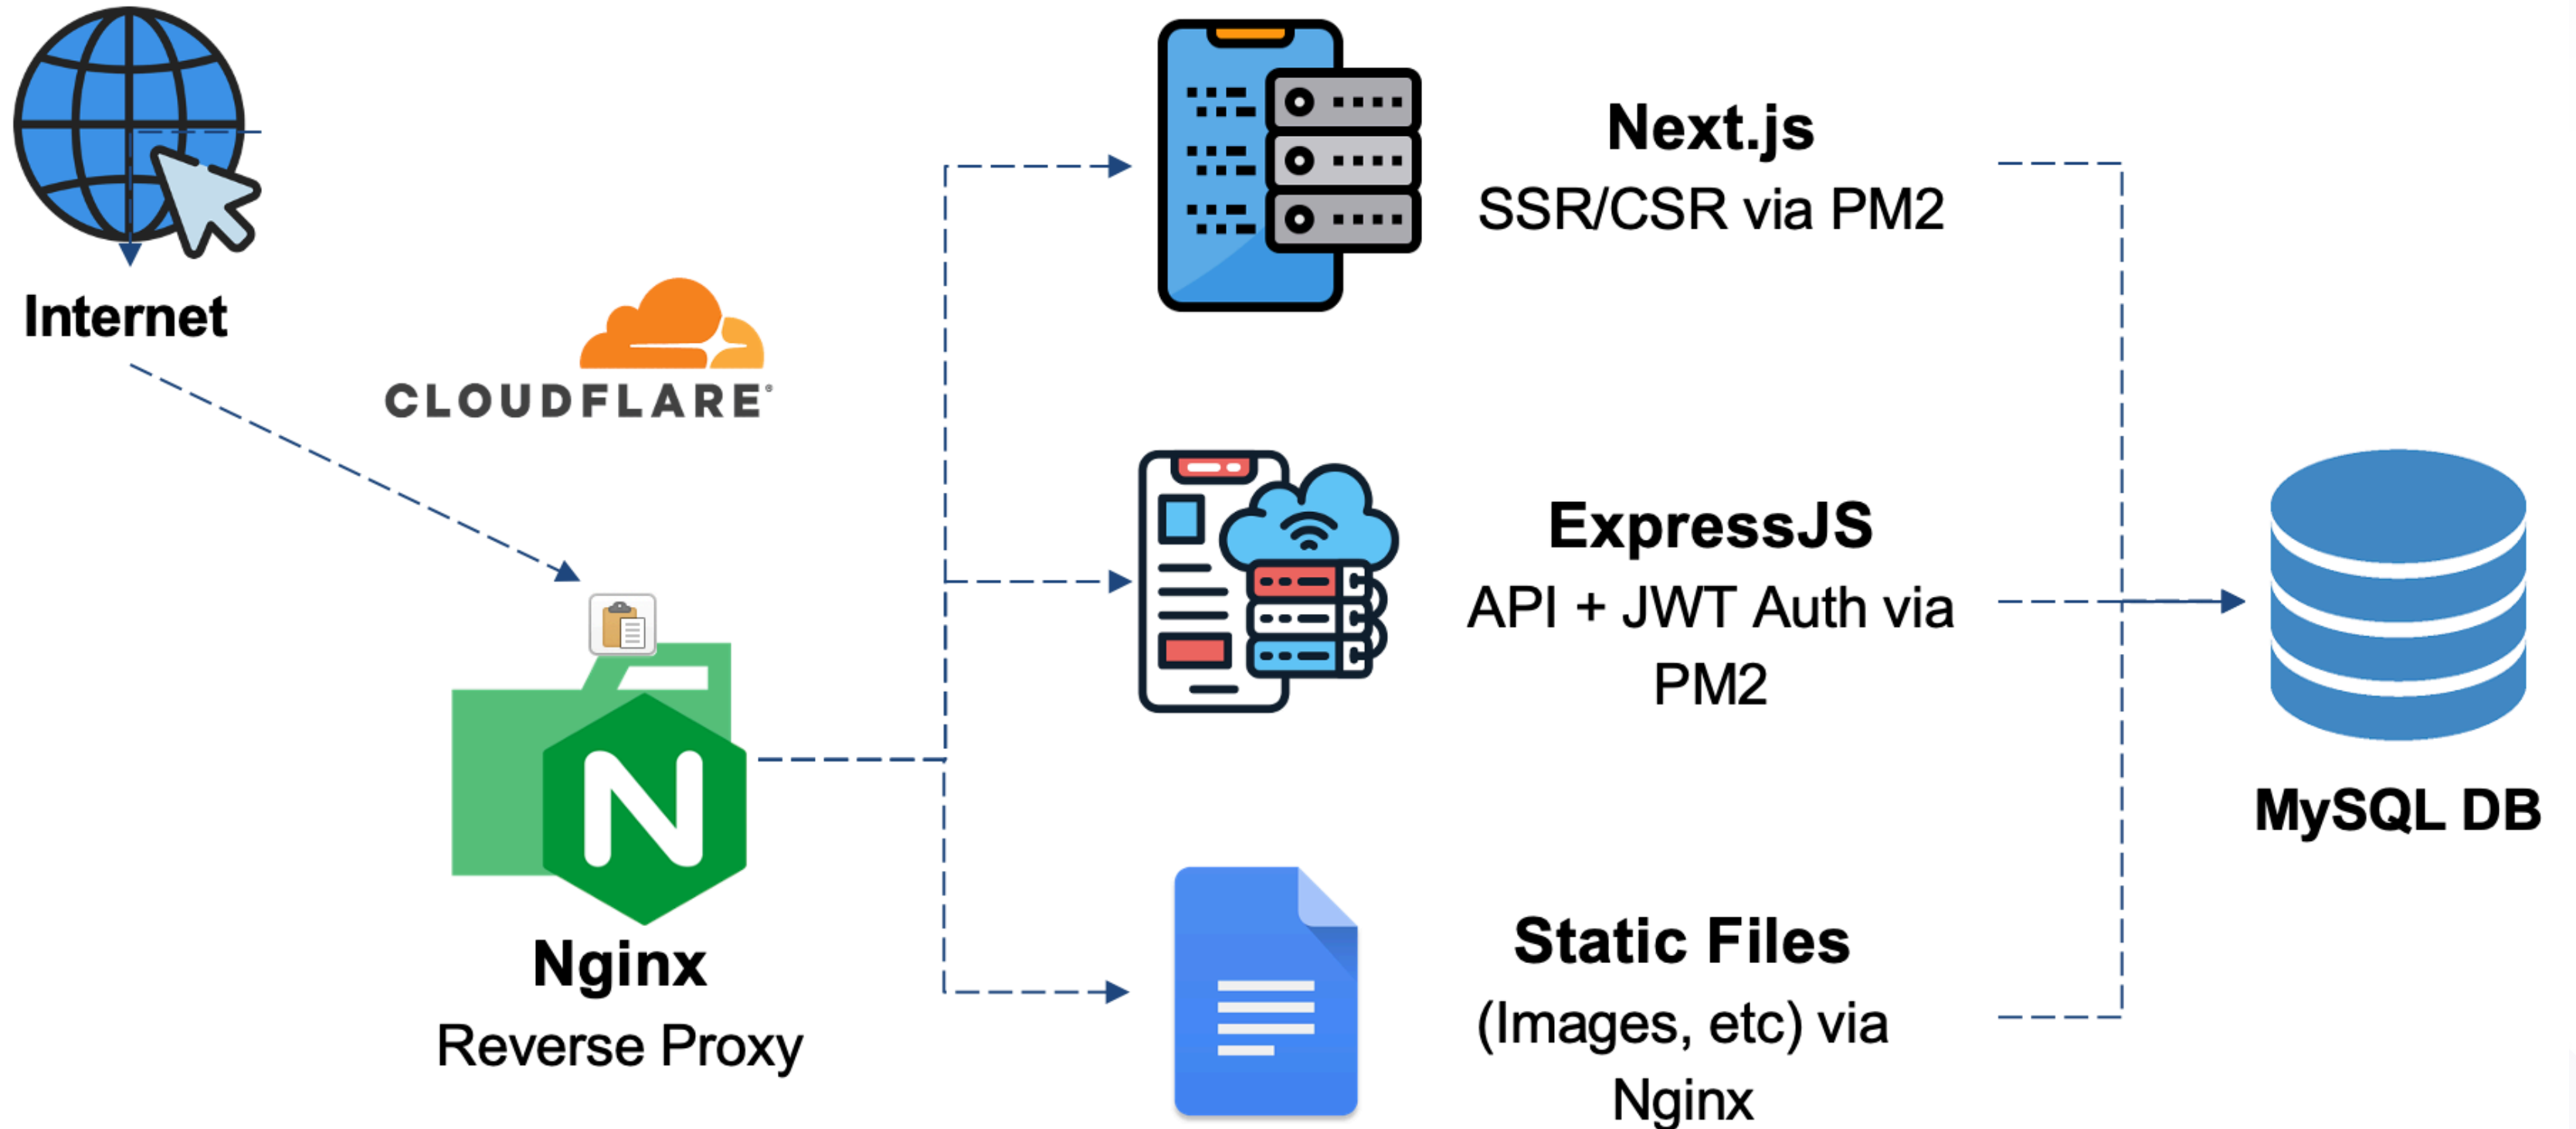 Internet
CLOUDFLARE®
N
Nginx
Reverse Proxy
Next.js
SSR/CSR via PM2
ExpressJS
API + JWT Auth via
PM2
Static Files
(Images, etc) via
Nginx
MySQL DB